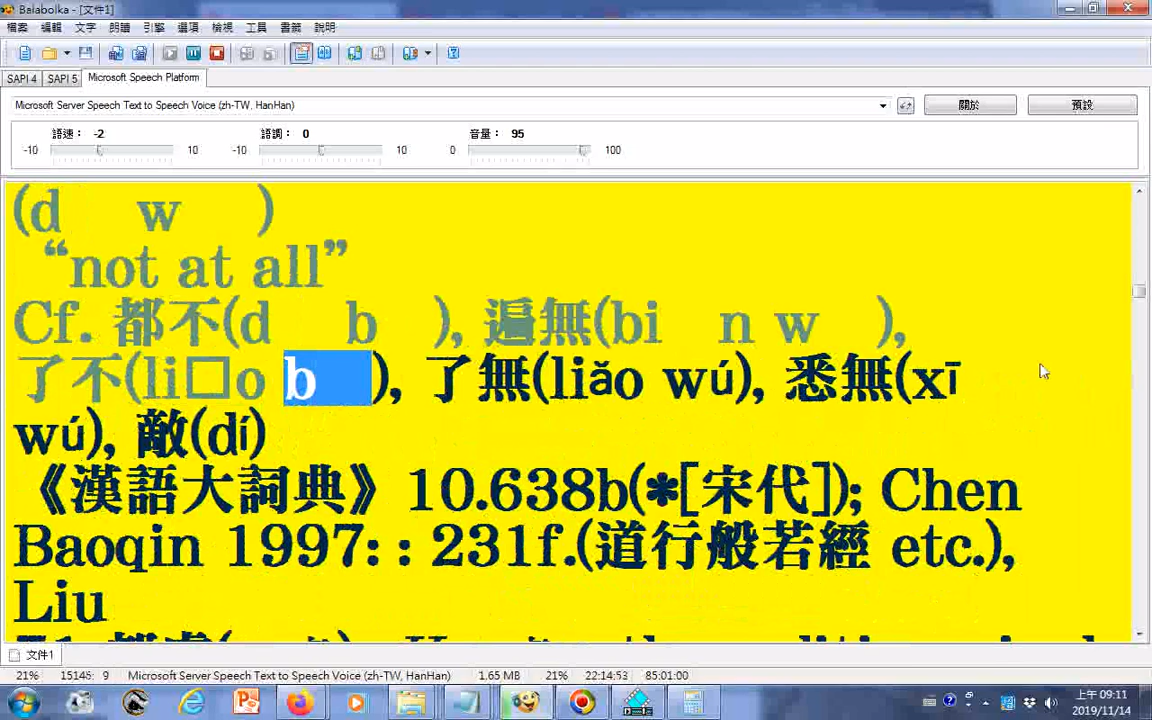 Balabolka - [文件1]
檔案 編輯 文字 朗讀 引擎 選項 檢視 工具 書籤 說明
SAPI 4 SAPI 5 Microsoft Speech Platform
Microsoft Server Speech Text to Speech Voice (zh-TW, HanHan) 關於 預設
語速： -2 語調： 0 音量： 95
-10 10 -10 10 0 100
(d w )
“not at all”
Cf. 都不(d b ), 遍無(bi n w ),
了不(li□o b ), 了無(liǎo wú), 悉無(xī
wú), 敵(dí)
《漢語大詞典》 10.638b(*[宋代]); Chen
Baoqin 1997: : 231f.(道行般若經 etc.),
Liu
文件1
21% 15145: 9 Microsoft Server Speech Text to Speech Voice (zh-TW, HanHan) 1.65 MB 21% 22:14:53 85:01:00
上午 09:11
2019/11/14